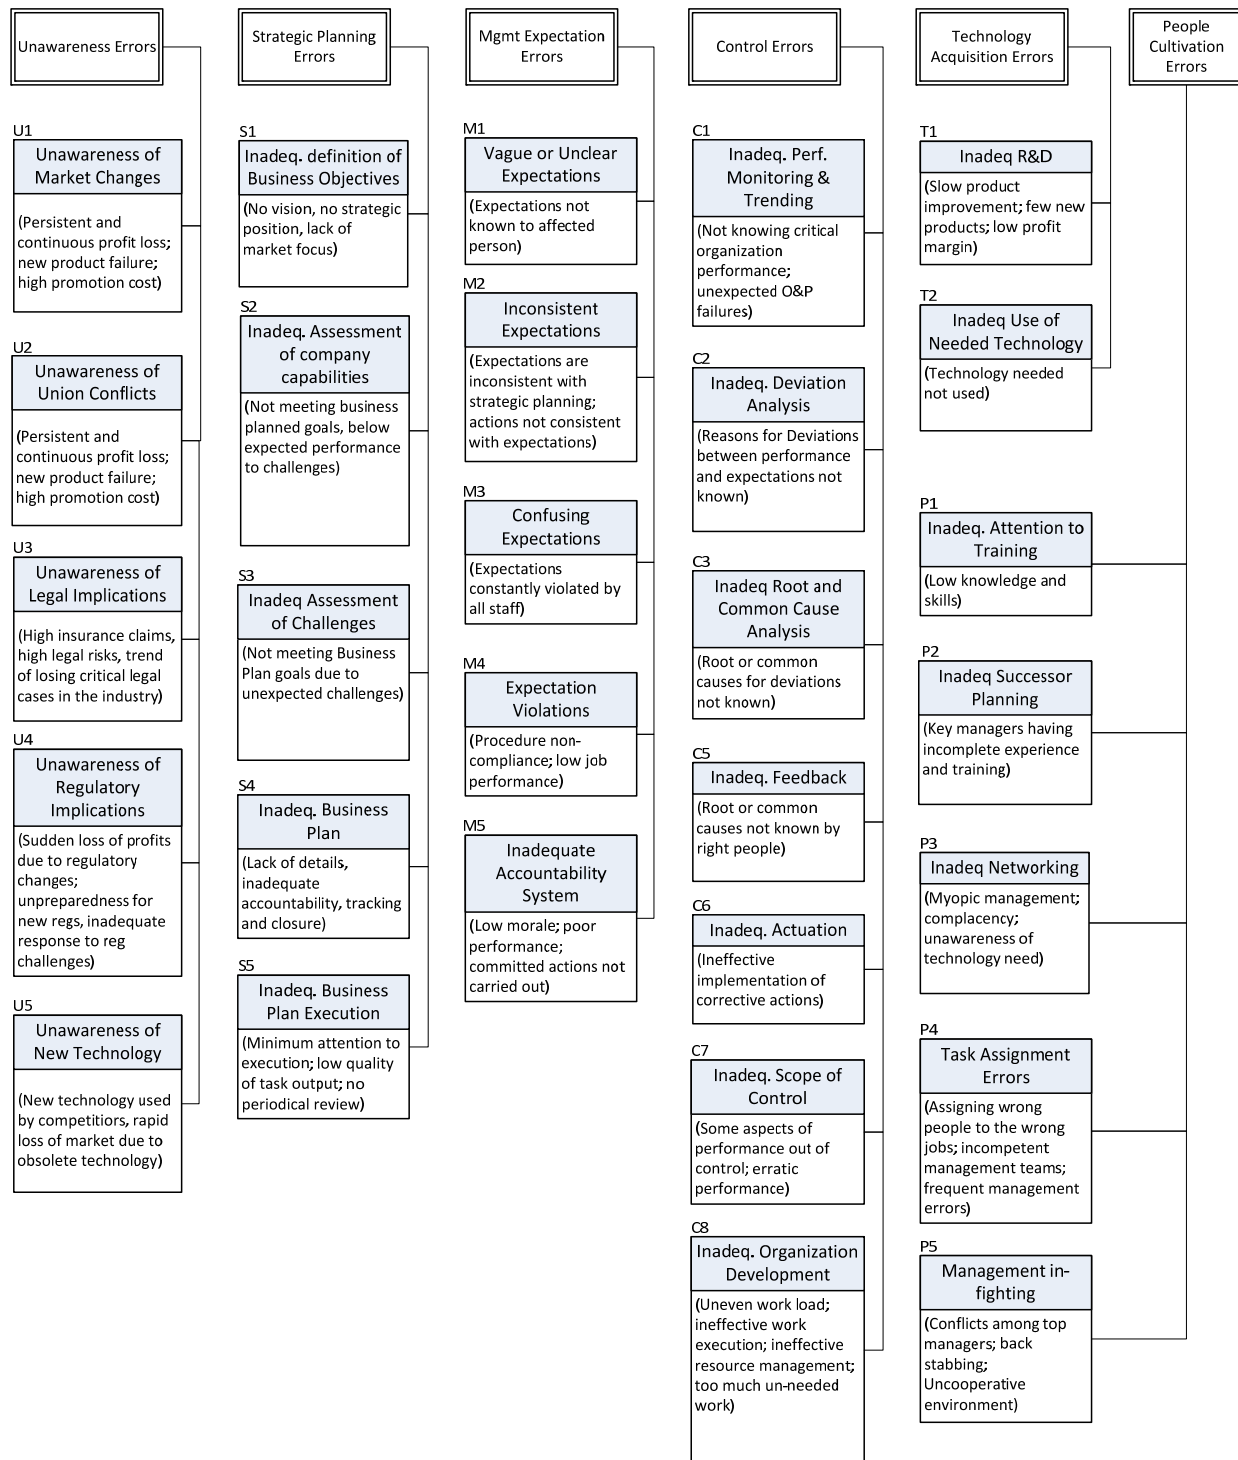 Unawareness Errors
Strategic Planning
Errors
Mgmt Expectation
Errors
Control Errors
Technology
Acquisition Errors
People
Cultivation
Errors
U1
Unawareness of
Market Changes
(Persistent and
continuous profit loss;
new product failure;
high promotion cost)
U2
Unawareness of
Union Conflicts
(Persistent and
continuous profit loss;
new product failure;
high promotion cost)
U3
Unawareness of
Legal Implications
(High insurance claims,
high legal risks, trend
of losing critical legal
cases in the industry)
U4
Unawareness of
Regulatory
Implications
(Sudden loss of profits
due to regulatory
changes;
unpreparedness for
new regs, inadequate
response to reg
challenges)
U5
Unawareness of
New Technology
(New technology used
by competitiors, rapid
loss of market due to
obsolete technology)
S1
Inadeq. definition of
Business Objectives
(No vision, no strategic
position, lack of
market focus)
S2
Inadeq. Assessment
of company
capabilities
(Not meeting business
planned goals, below
expected performance
to challenges)
S3
Inadeq Assessment
of Challenges
(Not meeting Business
Plan goals due to
unexpected challenges)
S4
Inadeq. Business
Plan
(Lack of details,
inadequate
accountability, tracking
and closure)
S5
Inadeq. Business
Plan Execution
(Minimum attention to
execution; low quality
of task output; no
periodical review)
M1
Vague or Unclear
Expectations
(Expectations not
known to affected
person)
M2
Inconsistent
Expectations
(Expectations are
inconsistent with
strategic planning;
actions not consistent
with expectations)
M3
Confusing
Expectations
(Expectations
constantly violated by
all staff)
M4
Expectation
Violations
(Procedure non-
compliance; low job
performance)
M5
Inadequate
Accountability
System
(Low morale; poor
performance;
committed actions not
carried out)
C1
Inadeq. Perf.
Monitoring &
Trending
(Not knowing critical
organization
performance;
unexpected O&P
failures)
C2
Inadeq. Deviation
Analysis
(Reasons for Deviations
between performance
and expectations not
known)
C3
Inadeq Root and
Common Cause
Analysis
(Root or common
causes for deviations
not known)
C5
Inadeq. Feedback
(Root or common
causes not known by
right people)
C6
Inadeq. Actuation
(Ineffective
implementation of
corrective actions)
C7
Inadeq. Scope of
Control
(Some aspects of
performance out of
control; erratic
performance)
C8
Inadeq. Organization
Development
(Uneven work load;
ineffective work
execution; ineffective
resource management;
too much un-needed
work)
T1
Inadeq R&D
(Slow product
improvement; few new
products; low profit
margin)
T2
Inadeq Use of
Needed Technology
(Technology needed
not used)
P1
Inadeq. Attention to
Training
(Low knowledge and
skills)
P2
Inadeq Successor
Planning
(Key managers having
incomplete experience
and training)
P3
Inadeq Networking
(Myopic management;
complacency;
unawareness of
technology need)
P4
Task Assignment
Errors
(Assigning wrong
people to the wrong
jobs; incompetent
management teams;
frequent management
errors)
P5
Management in-
fighting
(Conflicts among top
managers; back
stabbing;
Uncooperative
environment)